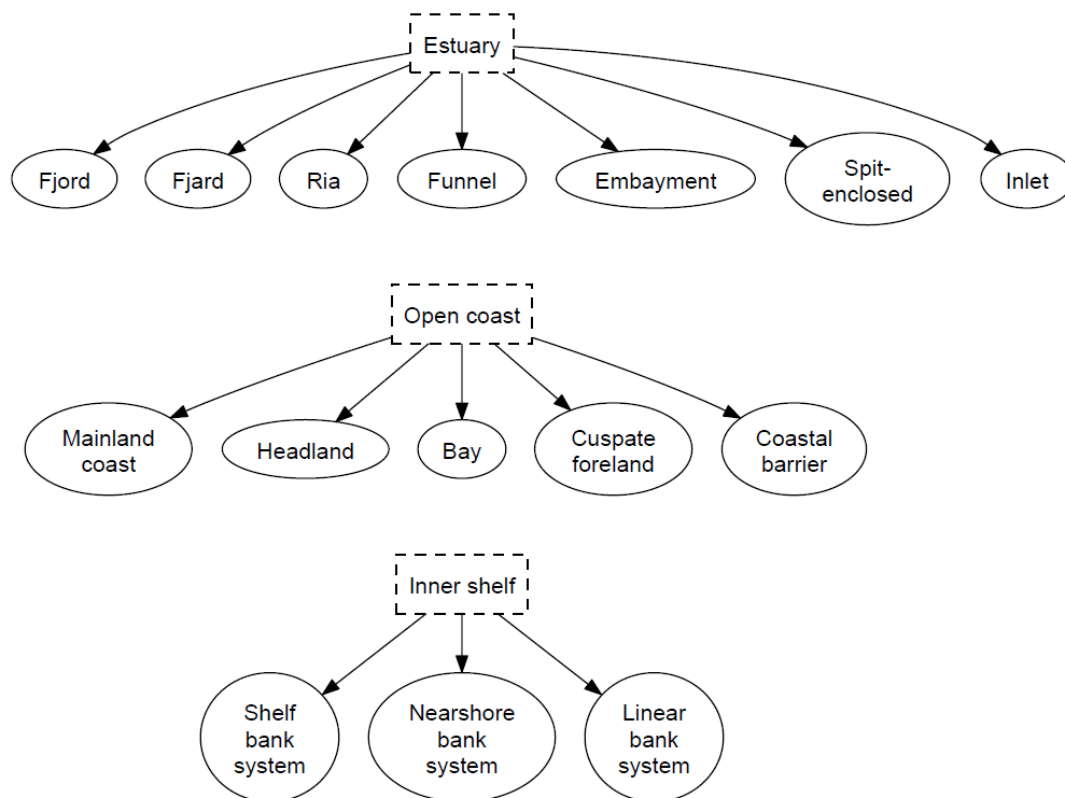 Estuary
Fjord
Fjard
Ria
Funnel
Embayment
Spit-
enclosed
Inlet
Open coast
Mainland
coast
Headland
Bay
Cuspate
foreland
Coastal
barrier
Inner shelf
Shelf
bank
system
Nearshore
bank
system
Linear
bank
system